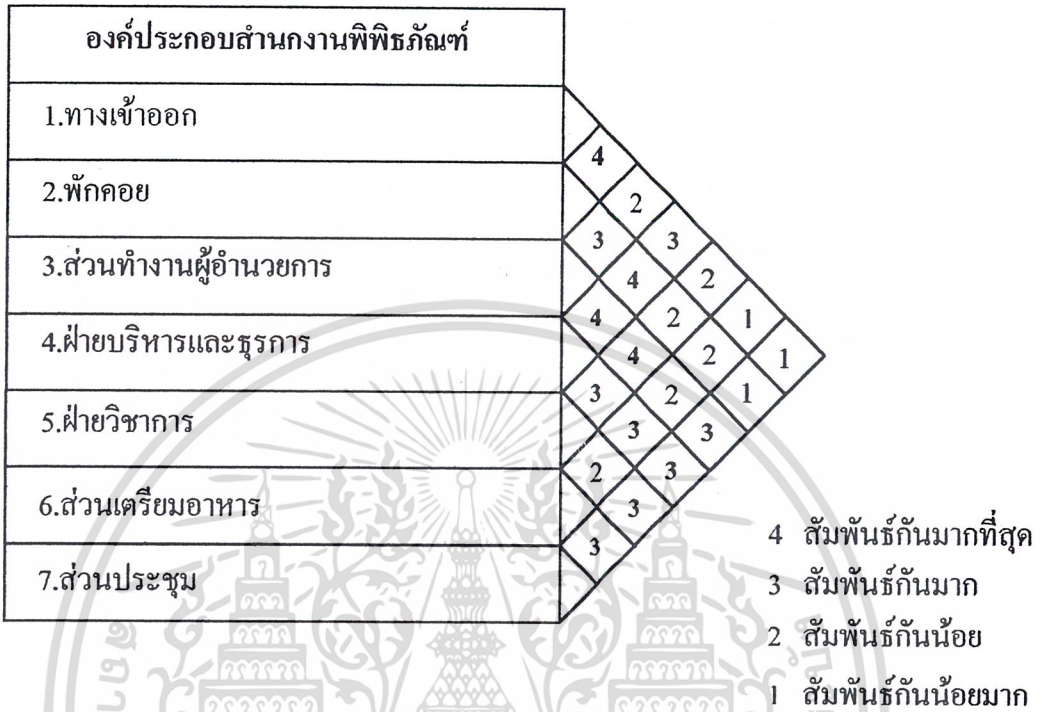 องค์ประกอบสำนกงานพิพิธภัณฑ์
1.ทางเข้าออก
4
2.พักคอย
2
3
3
3.ส่วนทำงานผู้อำนวยการ
4
2
4
2
1
4.ฝ่ายบริหารและธุรการ
4
2
1
3
2
1
5.ฝ่ายวิชาการ
3
3
2
3
6.ส่วนเตรียมอาหาร
3
3
7.ส่วนประชุม
4 สัมพันธ์กันมากที่สุด
3 สัมพันธ์กันมาก
2 สัมพันธ์กันน้อย
1 สัมพันธ์กันน้อยมาก